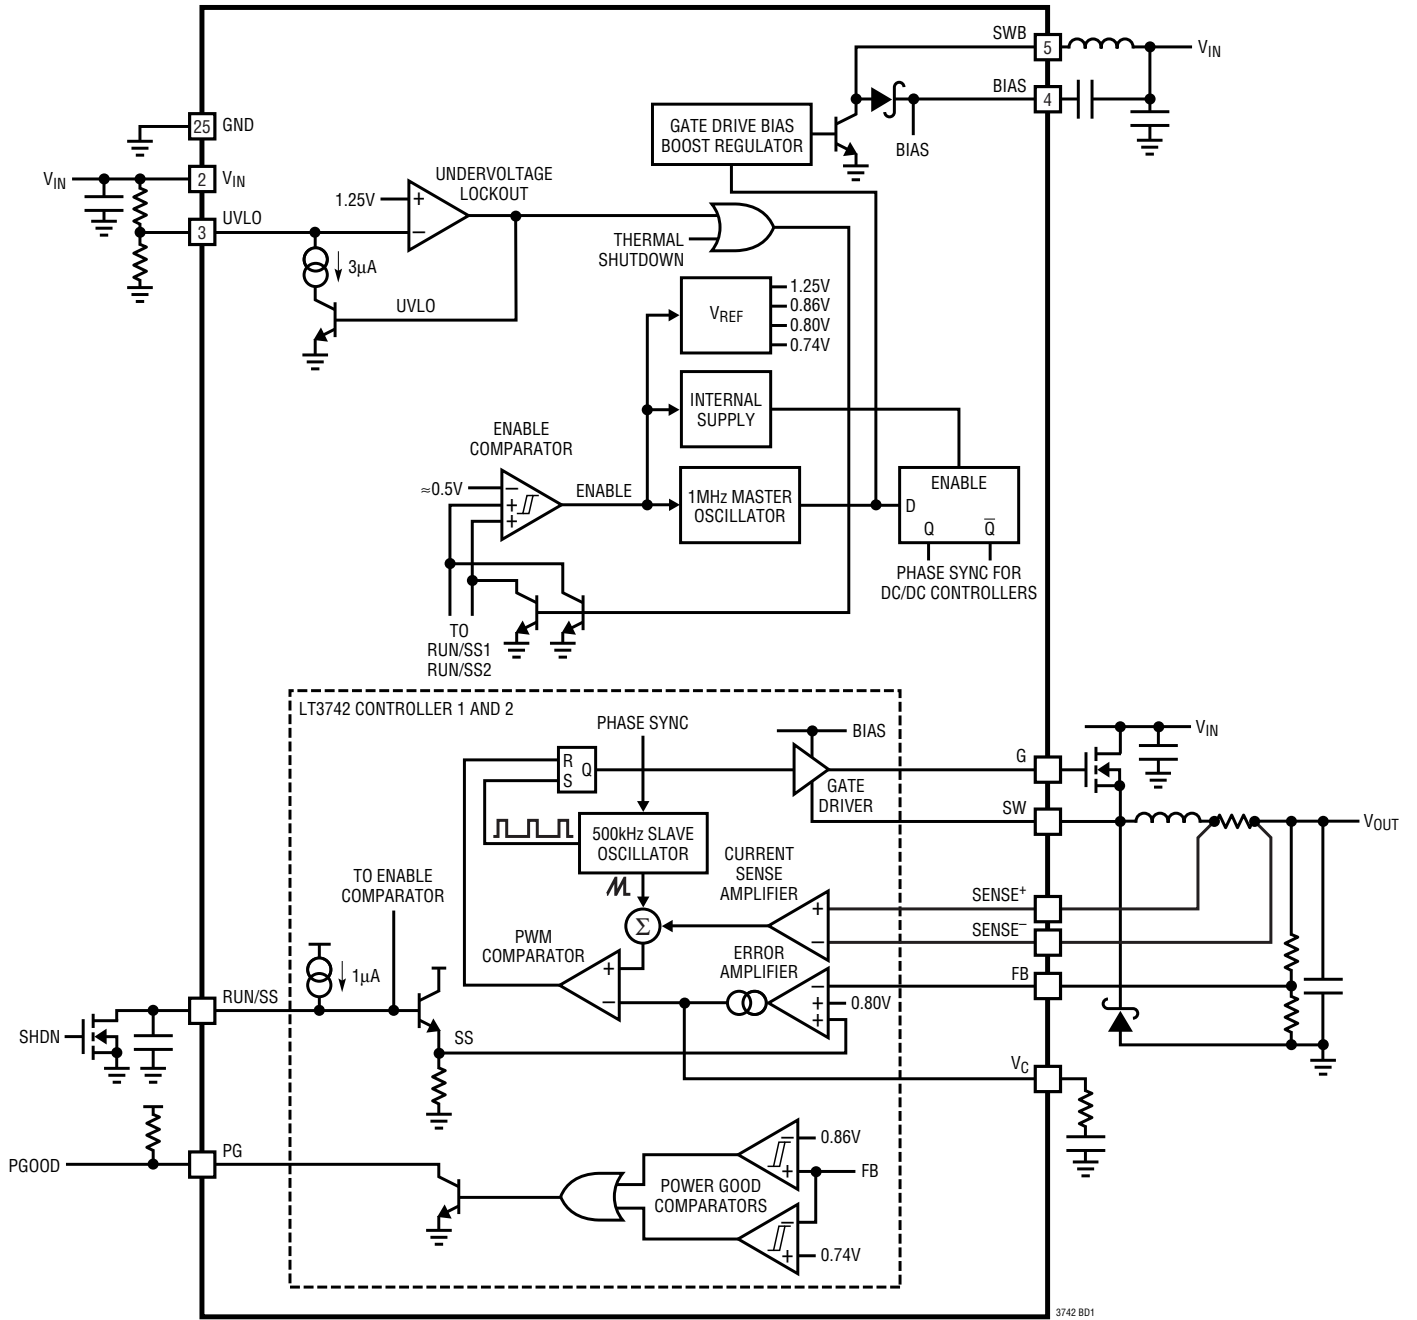 SWB
5
V_IN
BIAS
4
GATE DRIVE BIAS
BOOST REGULATOR
BIAS
25
GND
V_IN
2
V_IN
UVLO
3
1.25V
+
−
UNDERVOLTAGE
LOCKOUT
3μA
UVLO
THERMAL
SHUTDOWN
V_REF
1.25V
0.86V
0.80V
0.74V
INTERNAL
SUPPLY
ENABLE
COMPARATOR
≈0.5V
−
+
+
ENABLE
1MHz MASTER
OSCILLATOR
ENABLE
D
Q
Q̅
PHASE SYNC FOR
DC/DC CONTROLLERS
TO
RUN/SS1
RUN/SS2
LT3742 CONTROLLER 1 AND 2
PHASE SYNC
BIAS
R
S
Q
GATE
DRIVER
G
V_IN
SW
V_OUT
500kHz SLAVE
OSCILLATOR
CURRENT
SENSE
AMPLIFIER
+
−
SENSE⁺
SENSE⁻
TO ENABLE
COMPARATOR
Σ
PWM
COMPARATOR
+
−
ERROR
AMPLIFIER
−
+
+
0.80V
FB
1μA
RUN/SS
SHDN
SS
V_C
PG
PGOOD
POWER GOOD
COMPARATORS
−
+
0.86V
FB
−
+
0.74V
3742 BD1